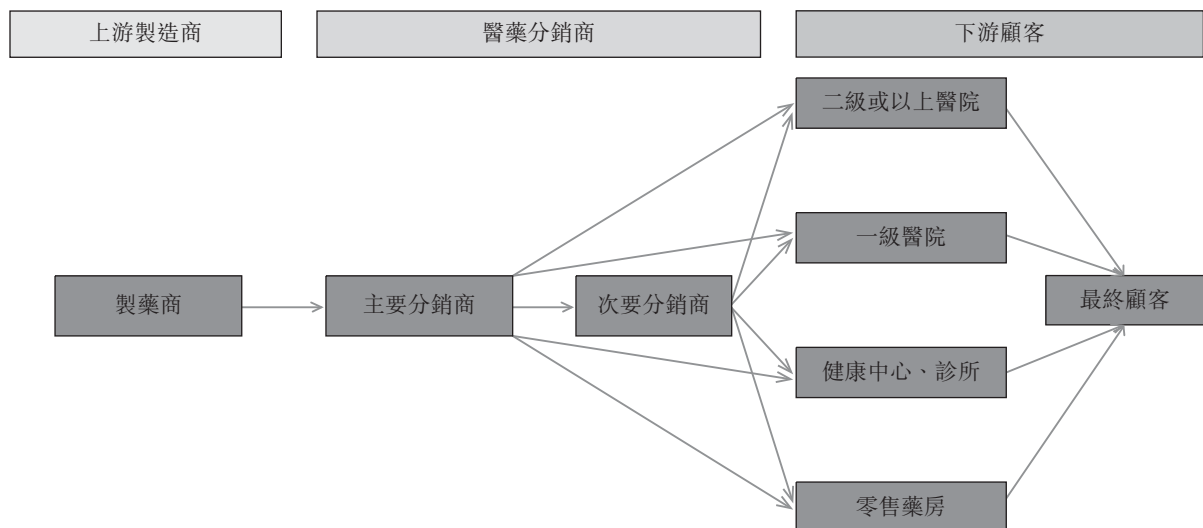 上游製造商
醫藥分銷商
下游顧客
二級或以上醫院
一級醫院
製藥商
主要分銷商
次要分銷商
最終顧客
健康中心、診所
零售藥房